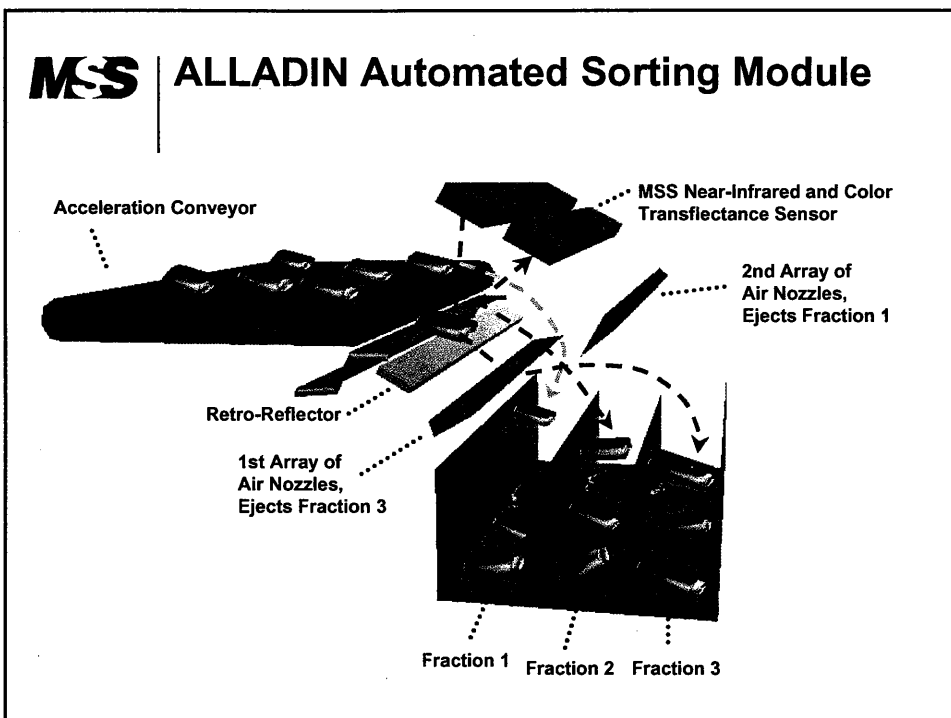 MSS ALLADIN Automated Sorting Module
Acceleration Conveyor
MSS Near-Infrared and Color
Transflectance Sensor
2nd Array of
Air Nozzles,
Ejects Fraction 1
Retro-Reflector
1st Array of
Air Nozzles,
Ejects Fraction 3
Fraction 1
Fraction 2
Fraction 3